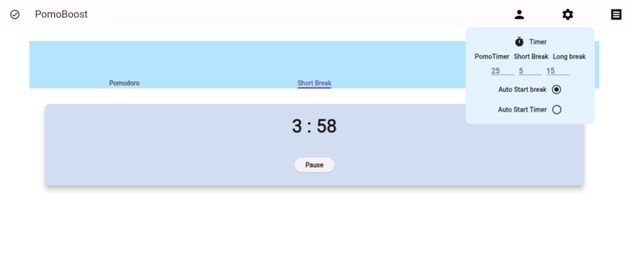 PomoBoost
Timer
PomoTimer Short Break Long break
25 5 15
Auto Start break
Auto Start Timer
Pomodoro Short Break
3 : 58
Pause